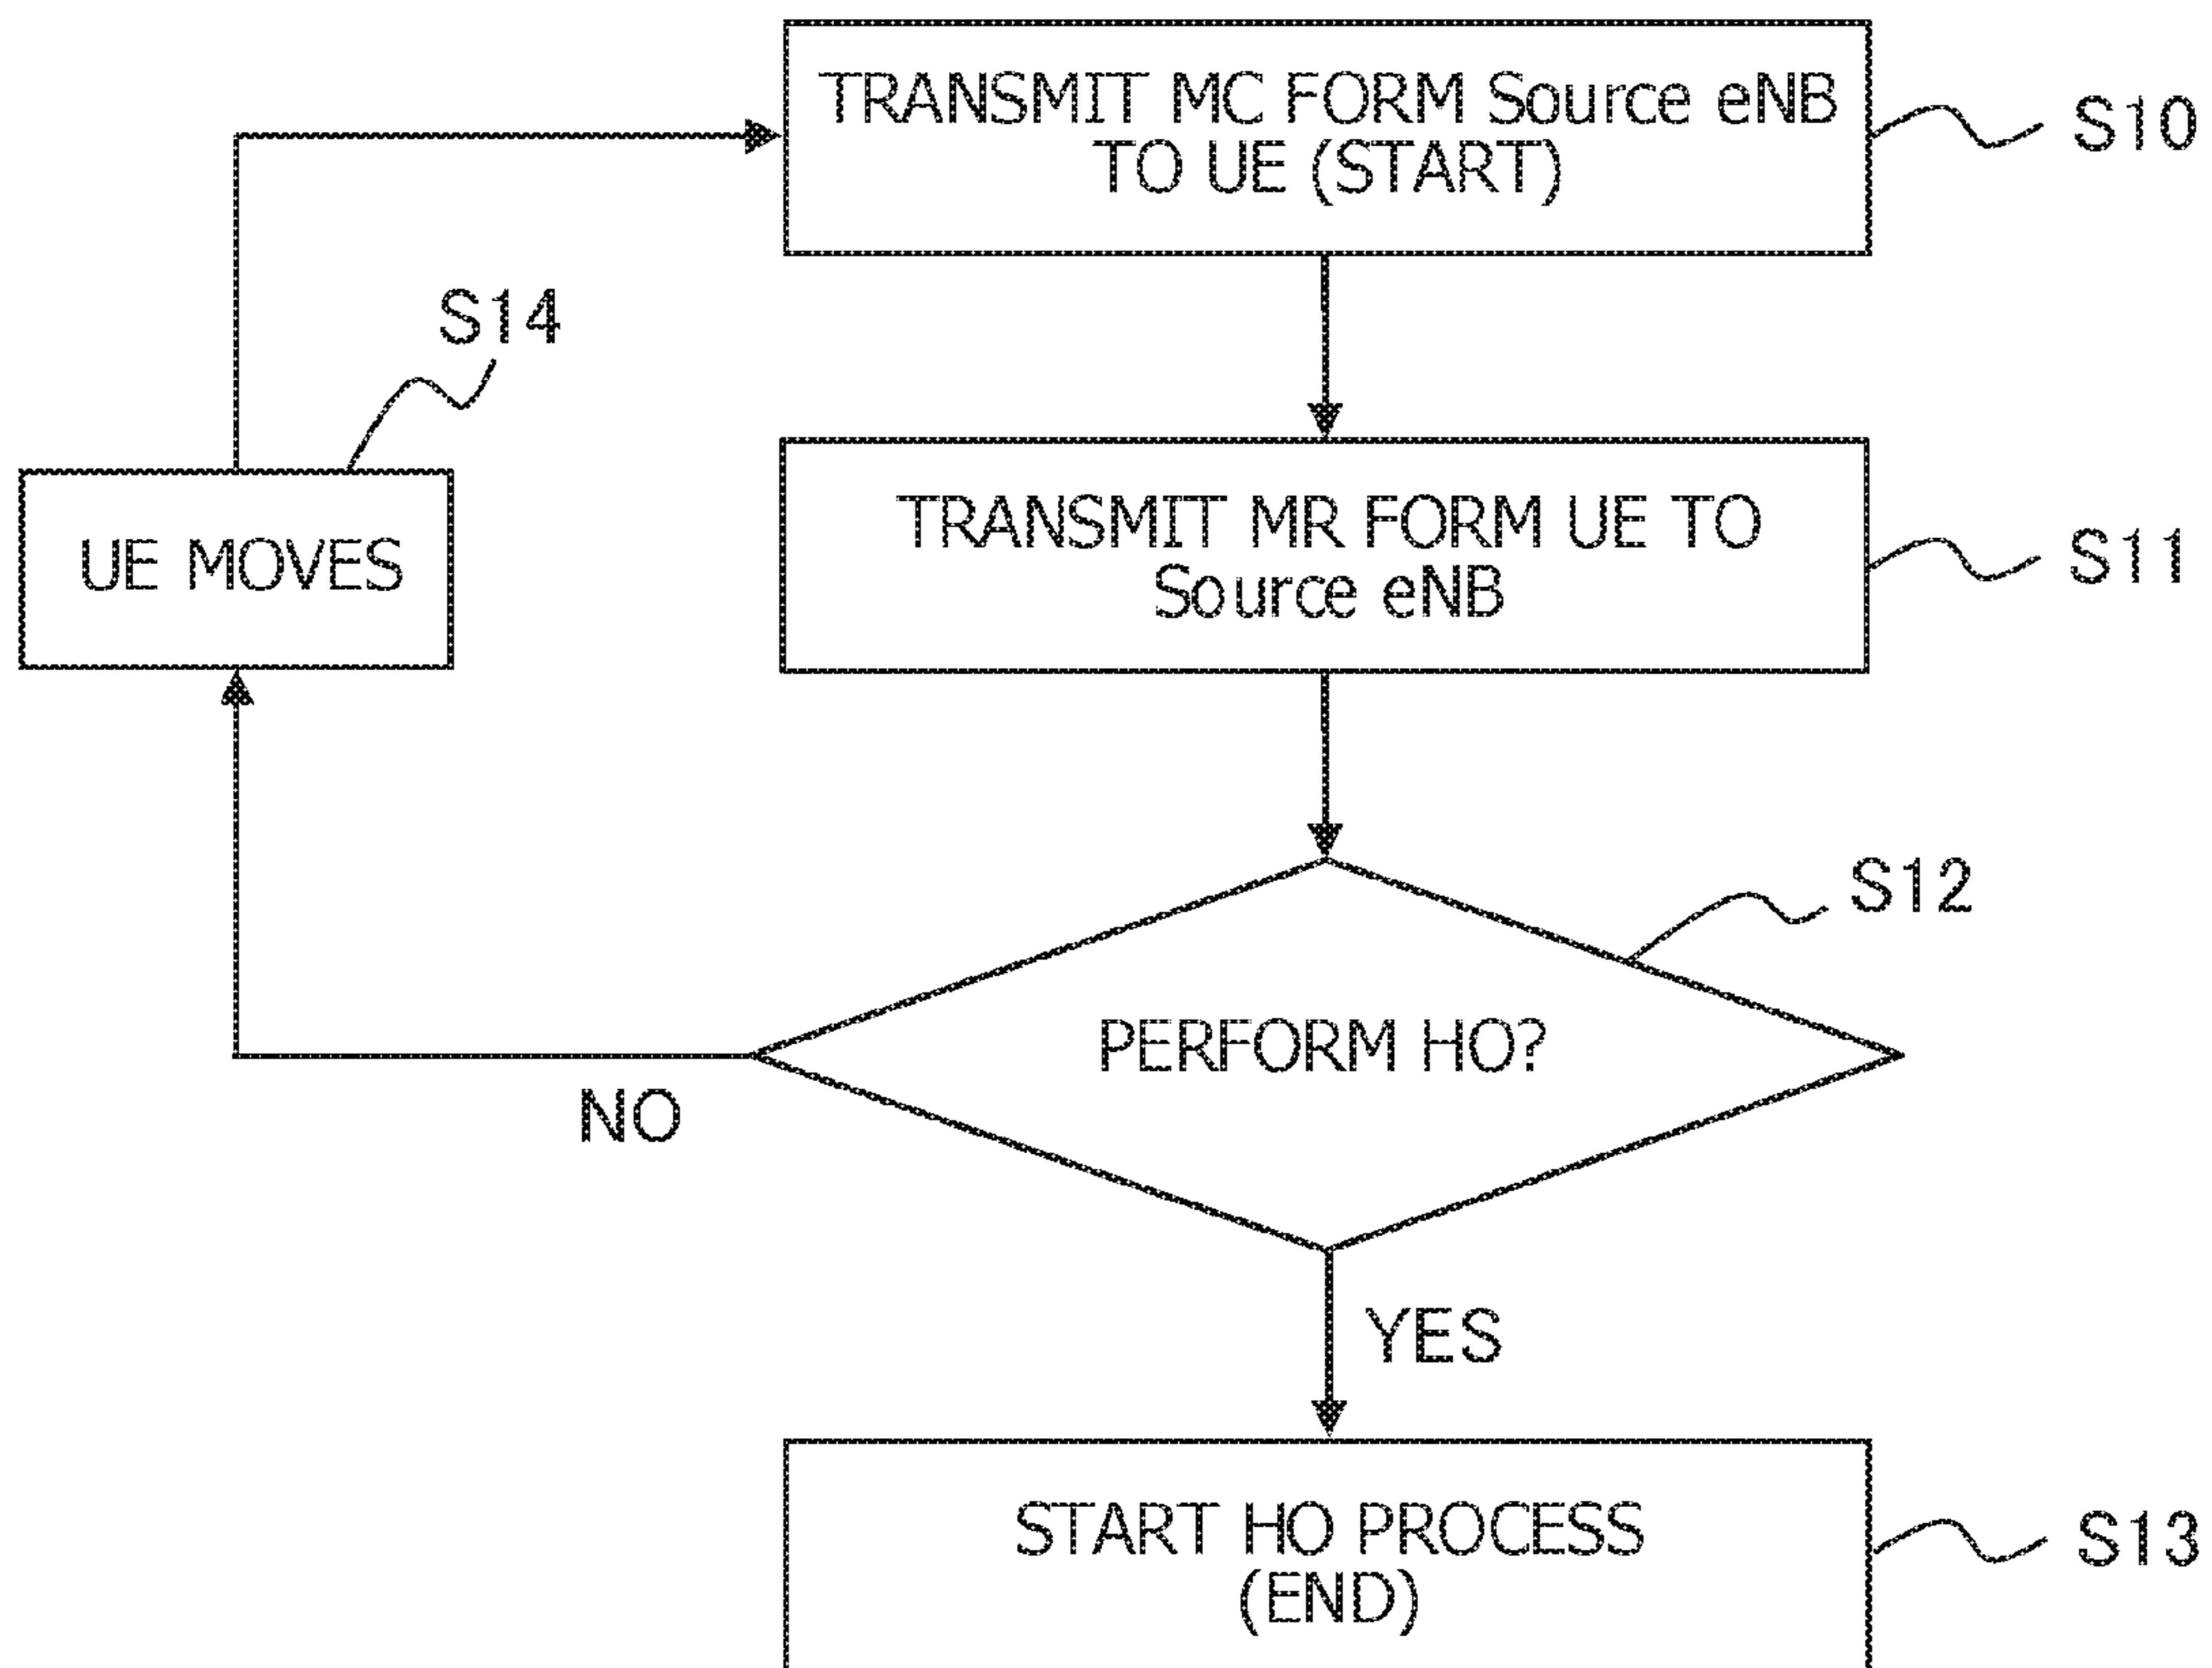 TRANSMIT MC FORM Source eNB
TO UE (START)
S10
S14
UE MOVES
TRANSMIT MR FORM UE TO
Source eNB
S11
S12
PERFORM HO?
NO
YES
START HO PROCESS
(END)
S13